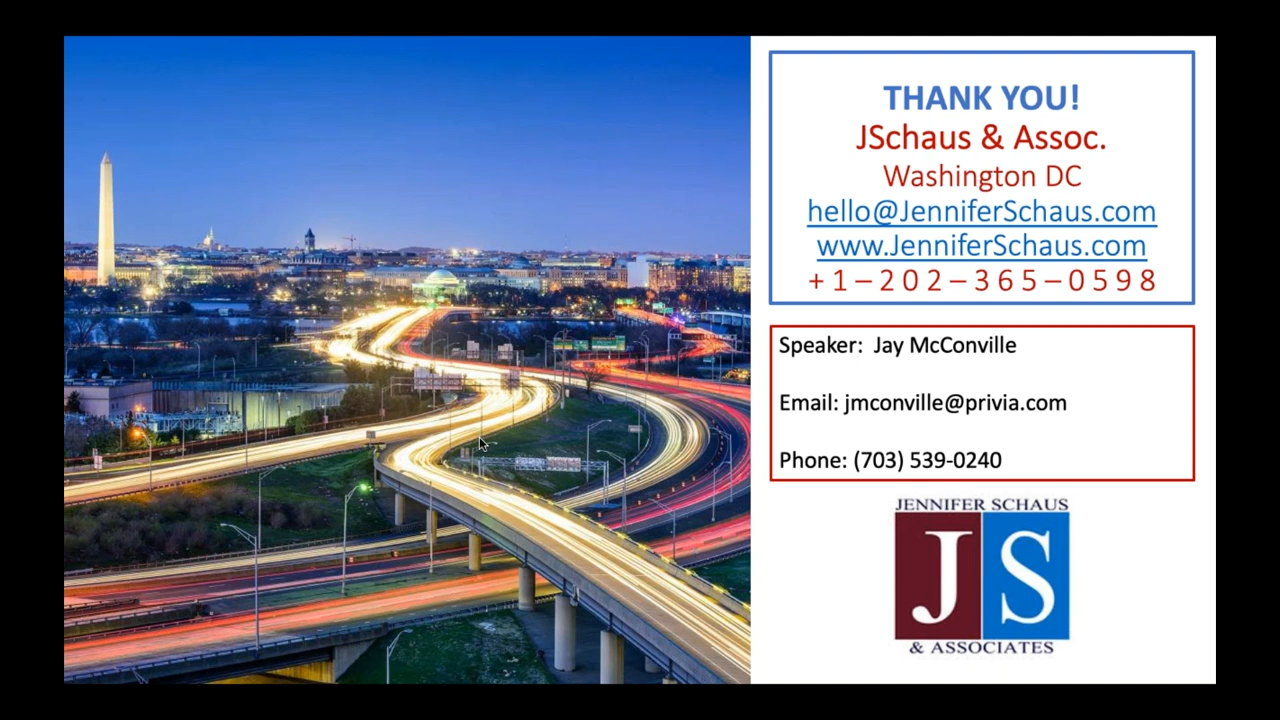 THANK YOU!
JSchaus & Assoc.
Washington DC
hello@JenniferSchaus.com
www.JenniferSchaus.com
+1–202–365–0598
Speaker:  Jay McConville
Email: jmconville@privia.com
Phone: (703) 539-0240
JENNIFER SCHAUS
JS
& ASSOCIATES